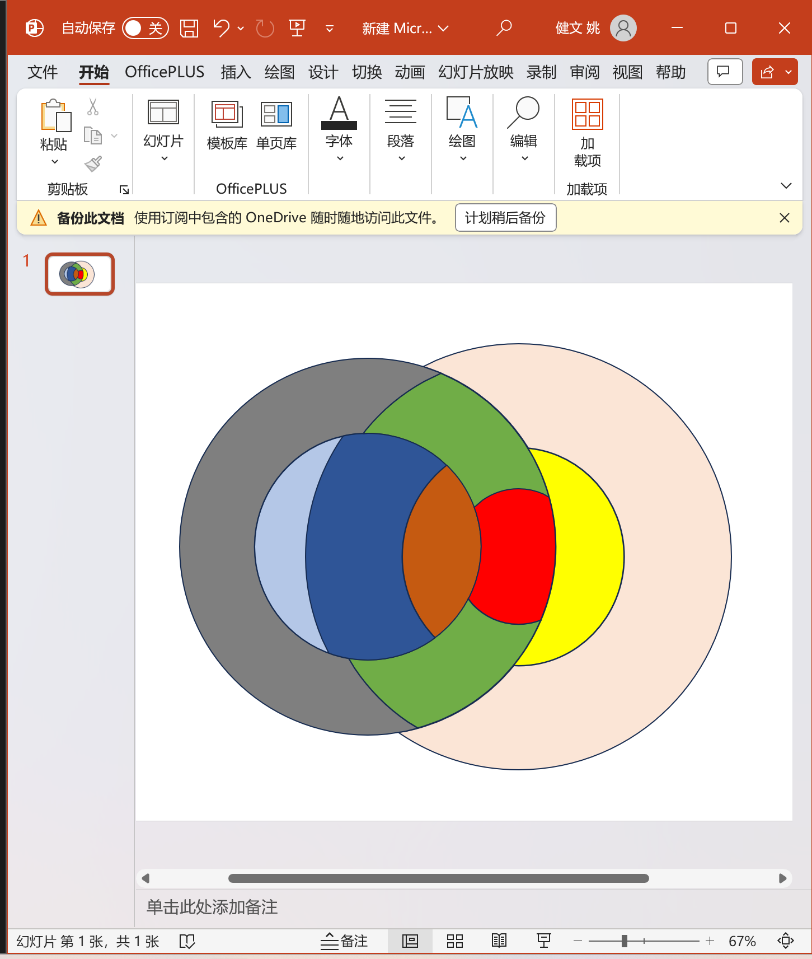 自动保存 关 新建 Micr... 健文 姚
文件 开始 OfficePLUS 插入 绘图 设计 切换 动画 幻灯片放映 录制 审阅 视图 帮助
粘贴 幻灯片 模板库 单页库 字体 段落 绘图 编辑 加
载项
剪贴板 OfficePLUS 加载项
备份此文档 使用订阅中包含的 OneDrive 随时随地访问此文件。 计划稍后备份
1
单击此处添加备注
幻灯片 第 1 张，共 1 张 备注 67%